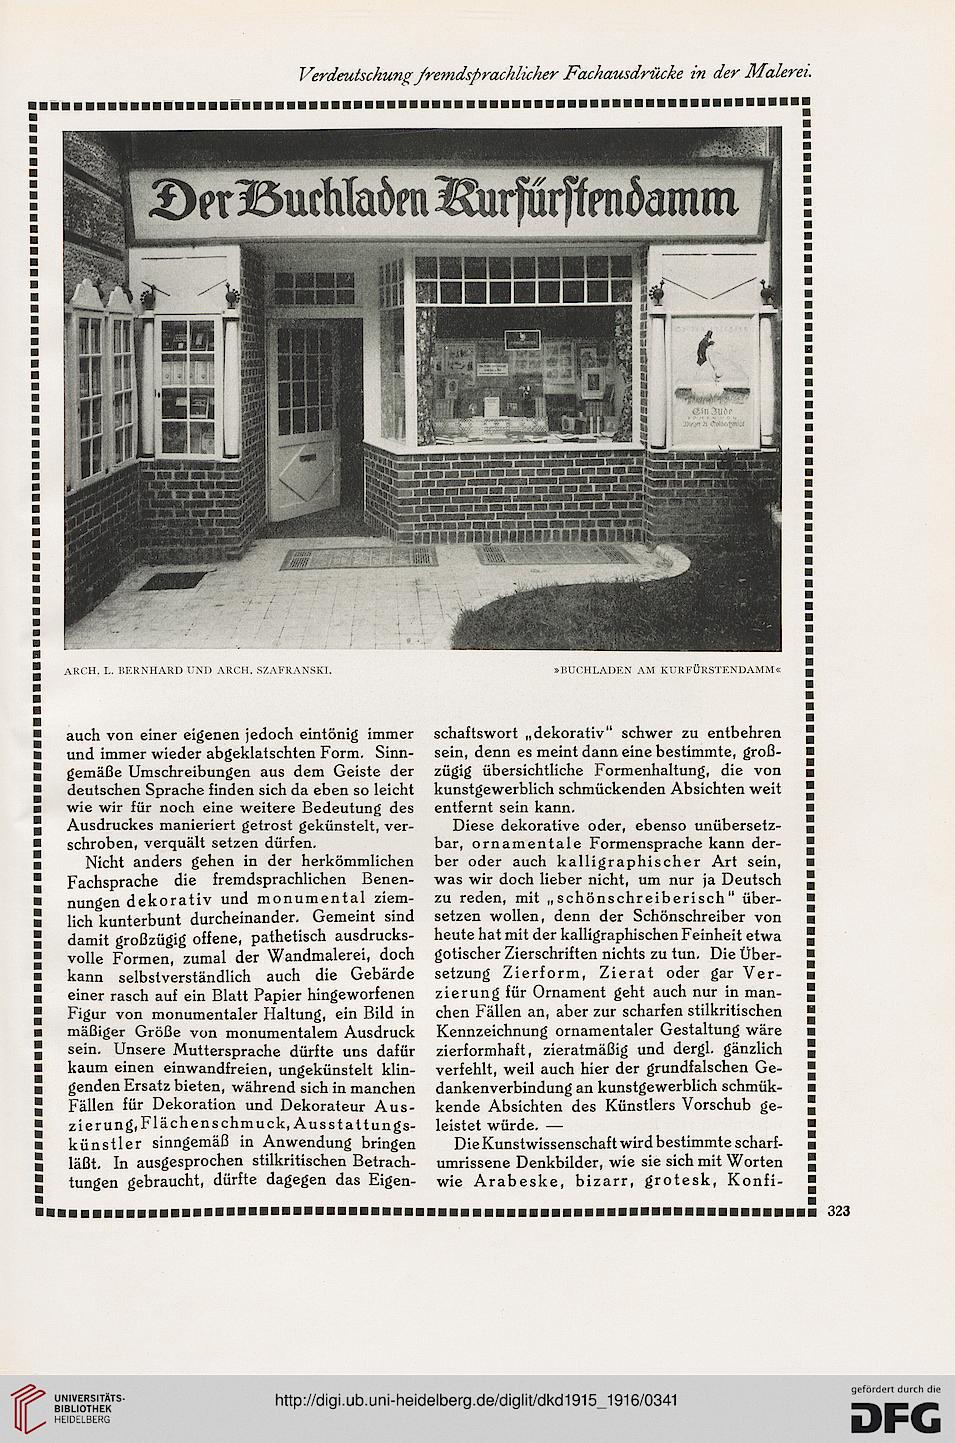 Verdeutschung fremdsprachlicher Fachausdrücke in der Malerei.
Der Buchladen Kurfürstendamm
Ein Jude
ARCH. L. BERNHARD UND ARCH. SZAFRANSKI.
»BUCHLADEN AM KURFÜRSTENDAMM«
auch von einer eigenen jedoch eintönig immer
und immer wieder abgeklatschten Form. Sinn-
gemäße Umschreibungen aus dem Geiste der
deutschen Sprache finden sich da eben so leicht
wie wir für noch eine weitere Bedeutung des
Ausdruckes manieriert getrost gekünstelt, ver-
schroben, verquält setzen dürfen.
Nicht anders gehen in der herkömmlichen
Fachsprache die fremdsprachlichen Benen-
nungen dekorativ und monumental ziem-
lich kunterbunt durcheinander. Gemeint sind
damit großzügig offene, pathetisch ausdrucks-
volle Formen, zumal der Wandmalerei, doch
kann selbstverständlich auch die Gebärde
einer rasch auf ein Blatt Papier hingeworfenen
Figur von monumentaler Haltung, ein Bild in
mäßiger Größe von monumentalem Ausdruck
sein. Unsere Muttersprache dürfte uns dafür
kaum einen einwandfreien, ungekünstelt klin-
genden Ersatz bieten, während sich in manchen
Fällen für Dekoration und Dekorateur Aus-
zierung, Flächenschmuck, Ausstattungs-
künstler sinngemäß in Anwendung bringen
läßt. In ausgesprochen stilkritischen Betrach-
tungen gebraucht, dürfte dagegen das Eigen-
schaftswort „dekorativ“ schwer zu entbehren
sein, denn es meint dann eine bestimmte, groß-
zügig übersichtliche Formenhaltung, die von
kunstgewerblich schmückenden Absichten weit
entfernt sein kann.
Diese dekorative oder, ebenso unübersetz-
bar, ornamentale Formensprache kann der-
ber oder auch kalligraphischer Art sein,
was wir doch lieber nicht, um nur ja Deutsch
zu reden, mit „schönschreiberisch“ über-
setzen wollen, denn der Schönschreiber von
heute hat mit der kalligraphischen Feinheit etwa
gotischer Zierschriften nichts zu tun. Die Über-
setzung Zierform, Zierat oder gar Ver-
zierung für Ornament geht auch nur in man-
chen Fällen an, aber zur scharfen stilkritischen
Kennzeichnung ornamentaler Gestaltung wäre
zierformhaft, zieratmäßig und dergl. gänzlich
verfehlt, weil auch hier der grundfalschen Ge-
dankenverbindung an kunstgewerblich schmük-
kende Absichten des Künstlers Vorschub ge-
leistet würde. —
Die Kunstwissenschaft wird bestimmte scharf-
umrissene Denkbilder, wie sie sich mit Worten
wie Arabeske, bizarr, grotesk, Konfi-
323
UNIVERSITÄTS-
BIBLIOTHEK
HEIDELBERG
http://digi.ub.uni-heidelberg.de/diglit/dkd1915_1916/0341
gefördert durch die
DFG